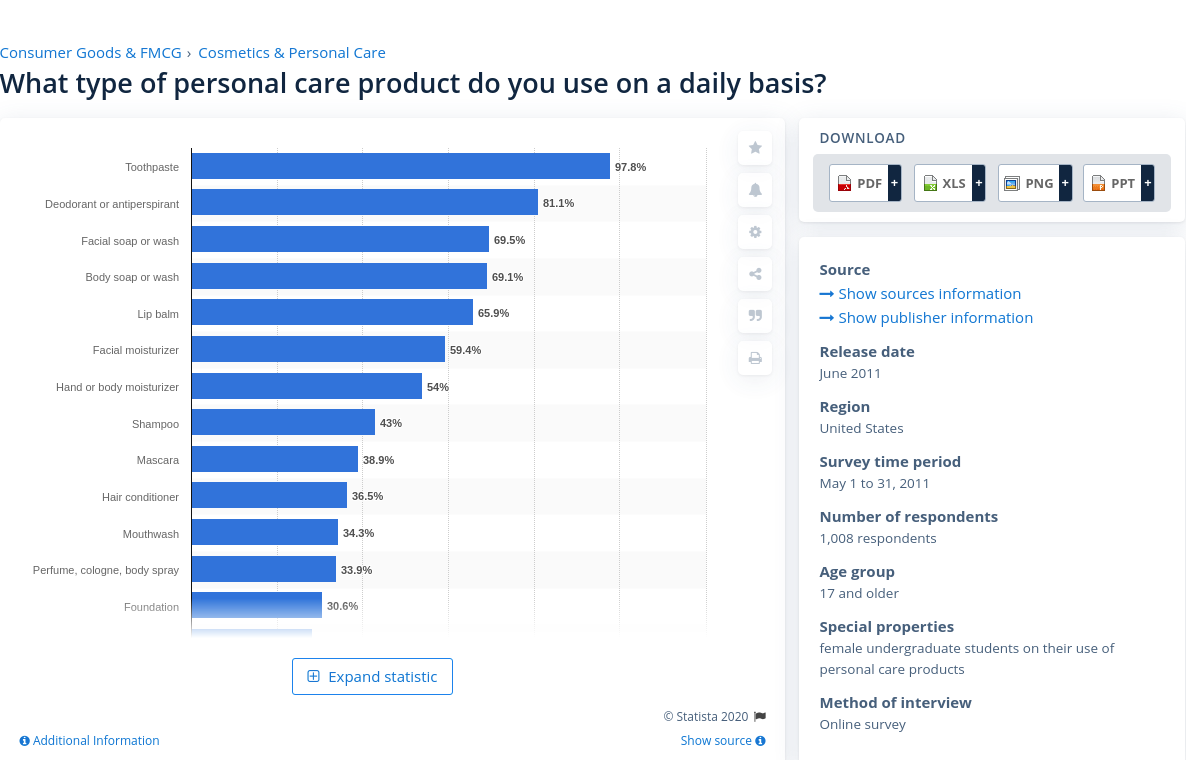 Consumer Goods & FMCG › Cosmetics & Personal Care
What type of personal care product do you use on a daily basis?
Toothpaste 97.8%
Deodorant or antiperspirant 81.1%
Facial soap or wash 69.5%
Body soap or wash 69.1%
Lip balm 65.9%
Facial moisturizer 59.4%
Hand or body moisturizer 54%
Shampoo 43%
Mascara 38.9%
Hair conditioner 36.5%
Mouthwash 34.3%
Perfume, cologne, body spray 33.9%
Foundation 30.6%
Expand statistic
© Statista 2020
Additional Information
Show source
DOWNLOAD
PDF + XLS + PNG + PPT +
Source
Show sources information
Show publisher information
Release date
June 2011
Region
United States
Survey time period
May 1 to 31, 2011
Number of respondents
1,008 respondents
Age group
17 and older
Special properties
female undergraduate students on their use of
personal care products
Method of interview
Online survey